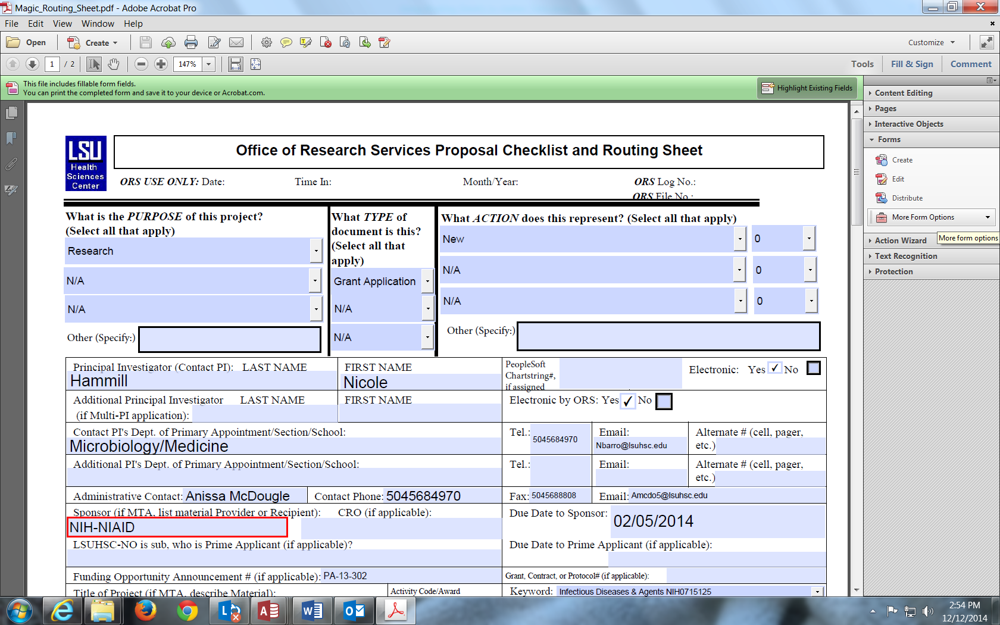 Magic_Routing_Sheet.pdf - Adobe Acrobat Pro
File Edit View Window Help
Open Create Customize
1 / 2 147% Tools Fill & Sign Comment
This file includes fillable form fields.
You can print the completed form and save it to your device or Acrobat.com.
Highlight Existing Fields
Content Editing
Pages
Interactive Objects
Forms
Create
Edit
Distribute
More Form Options
Action Wizard
More form options
Text Recognition
Protection
LSU
Health
Sciences
Center
Office of Research Services Proposal Checklist and Routing Sheet
ORS USE ONLY: Date: Time In: Month/Year: ORS Log No.:
ORS File No.:
What is the PURPOSE of this project?
(Select all that apply)
Research
N/A
N/A
Other (Specify:)
What TYPE of
document is this?
(Select all that
apply)
Grant Application
N/A
N/A
What ACTION does this represent? (Select all that apply)
New 0
N/A 0
N/A 0
Other (Specify:)
Principal Investigator (Contact PI): LAST NAME FIRST NAME
Hammill Nicole
PeopleSoft
Chartstring#,
if assigned
Electronic: Yes ✓ No
Additional Principal Investigator LAST NAME FIRST NAME
(if Multi-PI application):
Electronic by ORS: Yes ✓ No
Contact PI's Dept. of Primary Appointment/Section/School:
Microbiology/Medicine
Tel.: 5045684970
Email:
Nbarro@lsuhsc.edu
Alternate # (cell, pager,
etc.)
Additional PI's Dept. of Primary Appointment/Section/School:
Tel.:
Email:
Alternate # (cell, pager,
etc.)
Administrative Contact: Anissa McDougle Contact Phone: 5045684970 Fax: 5045688808 Email: Amcdo5@lsuhsc.edu
Sponsor (if MTA, list material Provider or Recipient): CRO (if applicable):
NIH-NIAID
Due Date to Sponsor: 02/05/2014
LSUHSC-NO is sub, who is Prime Applicant (if applicable)?
Due Date to Prime Applicant (if applicable):
Funding Opportunity Announcement # (if applicable): PA-13-302
Grant, Contract, or Protocol# (if applicable):
Title of Project (if MTA, describe Material):
Activity Code/Award
Keyword: Infectious Diseases & Agents NIH0715125
2:54 PM
12/12/2014